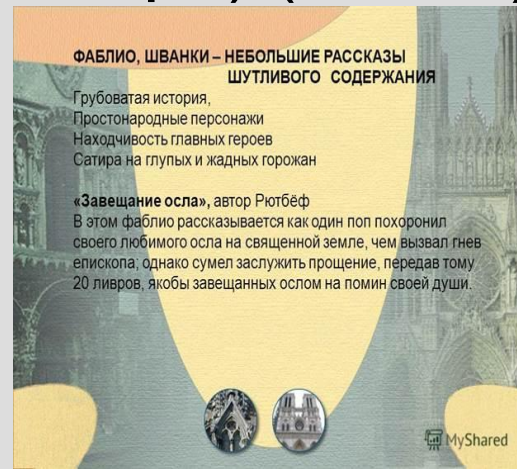 ФАБЛИО, ШВАНКИ – НЕБОЛЬШИЕ РАССКАЗЫ
ШУТЛИВОГО СОДЕРЖАНИЯ
Грубоватая история,
Простонародные персонажи
Находчивость главных героев
Сатира на глупых и жадных горожан
«Завещание осла», автор Рютбёф
В этом фаблио рассказывается как один поп похоронил
своего любимого осла на священной земле, чем вызвал гнев
епископа; однако сумел заслужить прощение, передав тому
20 ливров, якобы завещанных ослом на помин своей души.
MyShared